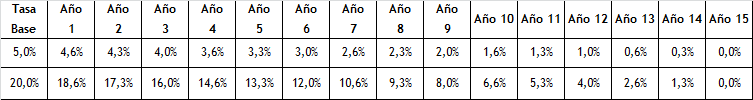 Tasa Base Año 1 Año 2 Año 3 Año 4 Año 5 Año 6 Año 7 Año 8 Año 9 Año 10 Año 11 Año 12 Año 13 Año 14 Año 15
5,0% 4,6% 4,3% 4,0% 3,6% 3,3% 3,0% 2,6% 2,3% 2,0% 1,6% 1,3% 1,0% 0,6% 0,3% 0,0%
20,0% 18,6% 17,3% 16,0% 14,6% 13,3% 12,0% 10,6% 9,3% 8,0% 6,6% 5,3% 4,0% 2,6% 1,3% 0,0%